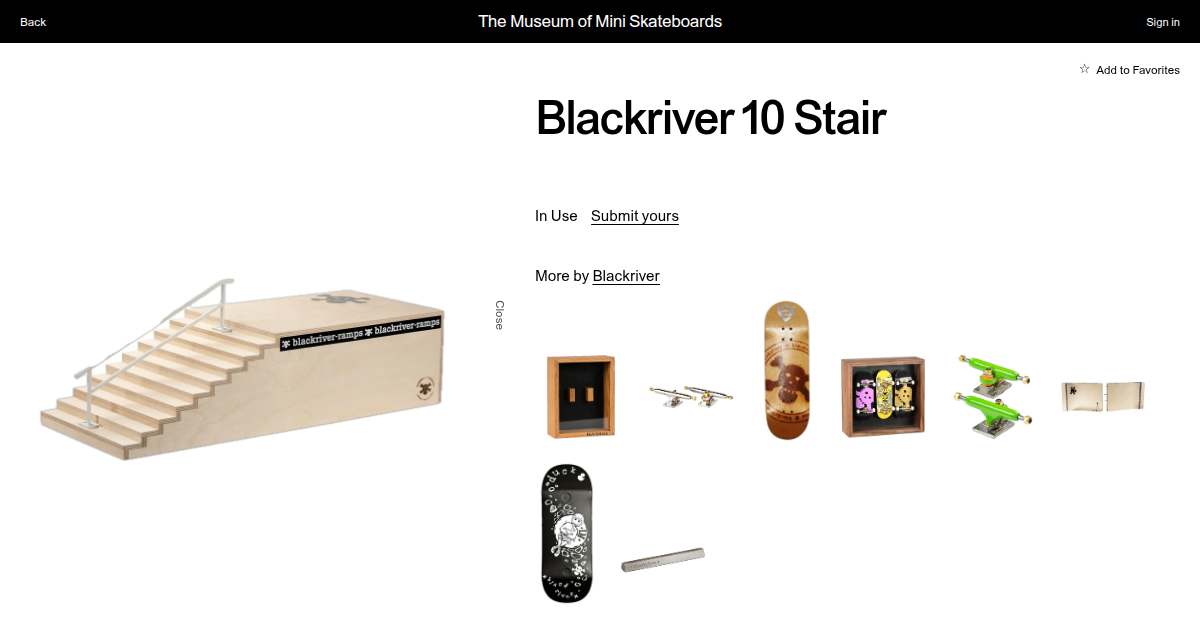 Back
The Museum of Mini Skateboards
Sign in
☆ Add to Favorites
Blackriver 10 Stair
In Use Submit yours
More by Blackriver
Close
blackriver-ramps blackriver-ramps